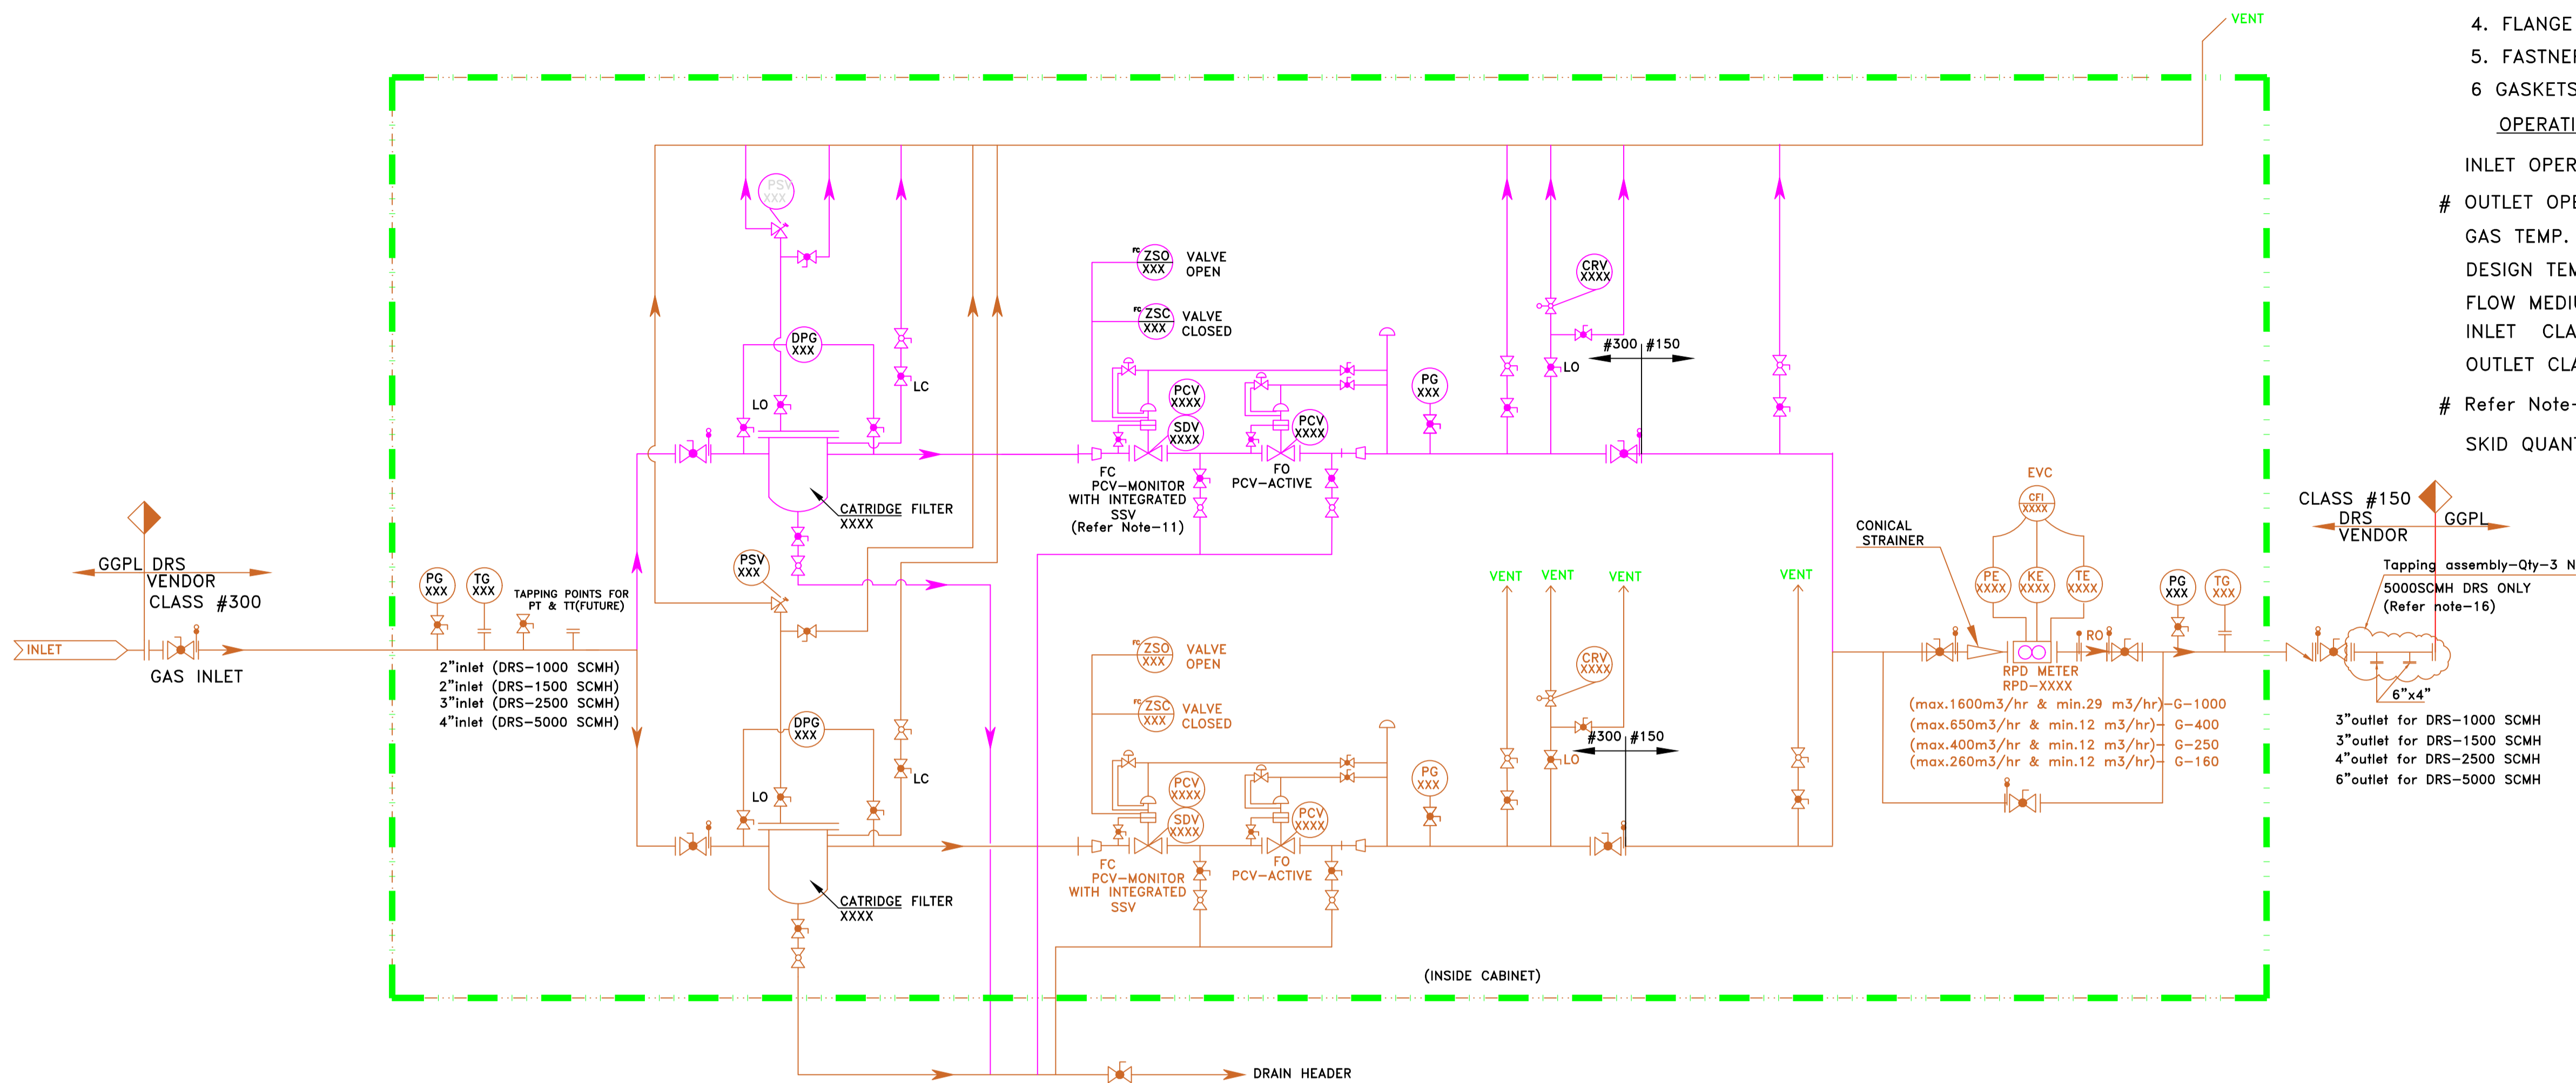 VENT
4. FLANGE
5. FASTNE
6 GASKETS
OPERATI
INLET OPER
# OUTLET OPE
GAS TEMP.
DESIGN TEM
FLOW MEDIU
INLET CLA
OUTLET CLA
# Refer Note-
SKID QUAN
PSV
XXX
DPG
XXX
LO
LC
CATRIDGE FILTER
XXXX
FC
ZSO
XXX
VALVE
OPEN
FC
ZSC
XXX
VALVE
CLOSED
PCV
XXXX
SDV
XXXX
PCV
XXXX
FC
PCV-MONITOR
WITH INTEGRATED
SSV
(Refer Note-11)
FO
PCV-ACTIVE
PG
XXX
CRV
XXXX
LO
#300 #150
GGPL DRS
VENDOR
CLASS #300
INLET
GAS INLET
PG
XXX
TG
XXX
TAPPING POINTS FOR
PT & TT(FUTURE)
2"inlet (DRS-1000 SCMH)
2"inlet (DRS-1500 SCMH)
3"inlet (DRS-2500 SCMH)
4"inlet (DRS-5000 SCMH)
PSV
XXX
DPG
XXX
LO
LC
CATRIDGE FILTER
XXXX
FC
ZSO
XXX
VALVE
OPEN
FC
ZSC
XXX
VALVE
CLOSED
PCV
XXXX
SDV
XXXX
PCV
XXXX
FC
PCV-MONITOR
WITH INTEGRATED
SSV
FO
PCV-ACTIVE
PG
XXX
VENT
VENT
VENT
VENT
CRV
XXXX
LO
#300 #150
CONICAL
STRAINER
EVC
CFI
XXXX
PE
XXXX
KE
XXXX
TE
XXXX
RO
PG
XXX
TG
XXX
RPD METER
RPD-XXXX
(max.1600m3/hr & min.29 m3/hr)-G-1000
(max.650m3/hr & min.12 m3/hr)- G-400
(max.400m3/hr & min.12 m3/hr)- G-250
(max.260m3/hr & min.12 m3/hr)- G-160
CLASS #150
DRS
VENDOR
GGPL
Tapping assembly-Qty-3 N
5000SCMH DRS ONLY
(Refer note-16)
6"x4"
3"outlet for DRS-1000 SCMH
3"outlet for DRS-1500 SCMH
4"outlet for DRS-2500 SCMH
6"outlet for DRS-5000 SCMH
(INSIDE CABINET)
DRAIN HEADER